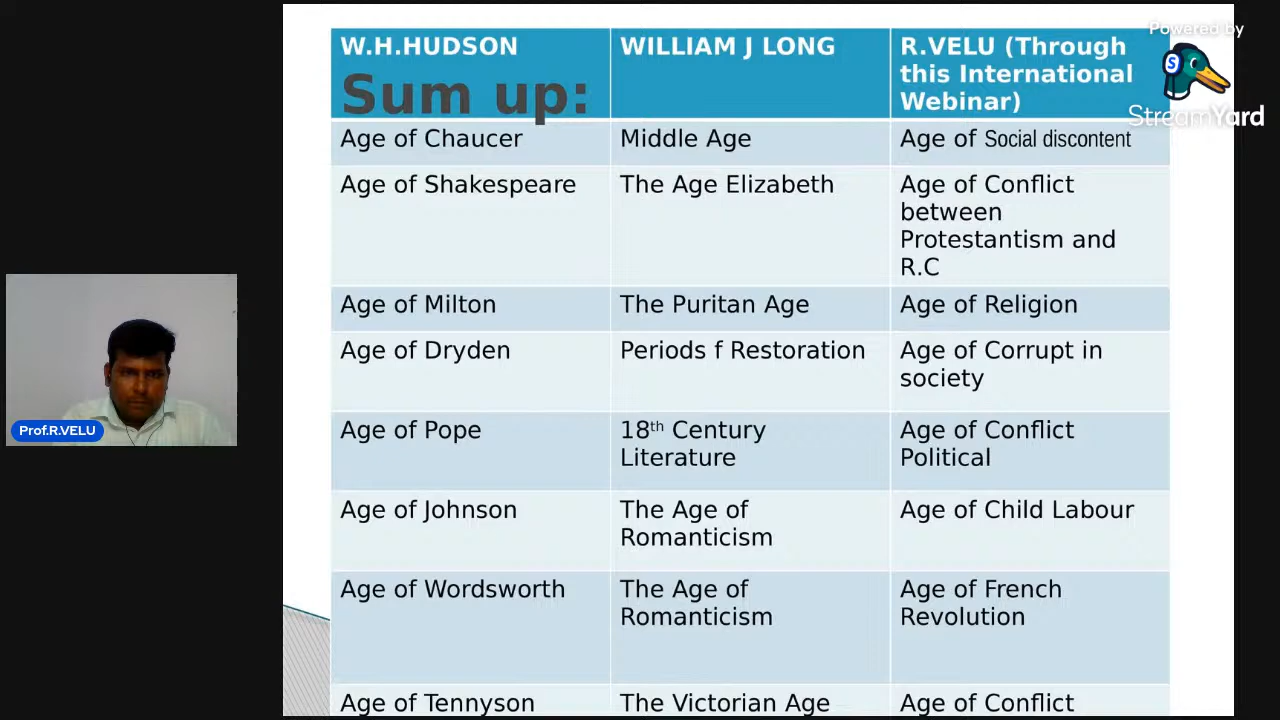 Powered by
StreamYard
W.H.HUDSON
Sum up:
WILLIAM J LONG
R.VELU (Through
this International
Webinar)
Age of Chaucer
Middle Age
Age of Social discontent
Age of Shakespeare
The Age Elizabeth
Age of Conflict
between
Protestantism and
R.C
Age of Milton
The Puritan Age
Age of Religion
Age of Dryden
Periods f Restoration
Age of Corrupt in
society
Age of Pope
18th Century
Literature
Age of Conflict
Political
Age of Johnson
The Age of
Romanticism
Age of Child Labour
Age of Wordsworth
The Age of
Romanticism
Age of French
Revolution
Age of Tennyson
The Victorian Age
Age of Conflict
Prof.R.VELU